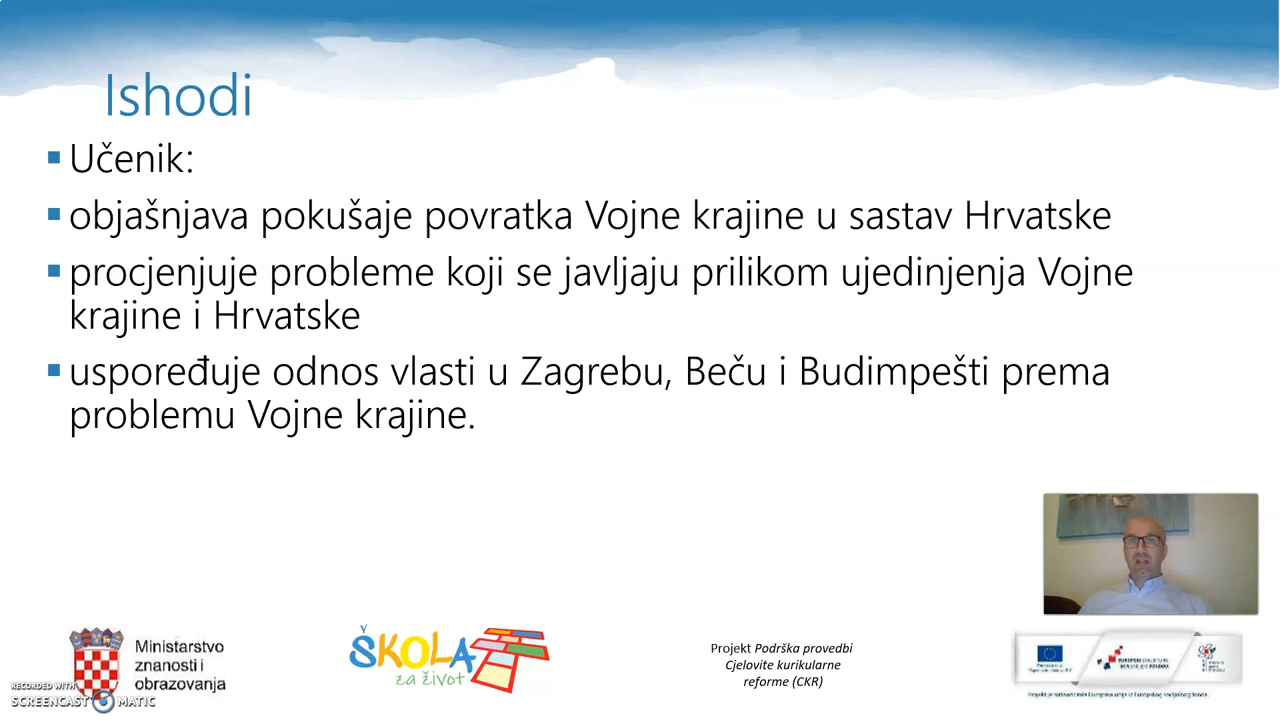 Ishodi
Učenik:
objašnjava pokušaje povratka Vojne krajine u sastav Hrvatske
procjenjuje probleme koji se javljaju prilikom ujedinjenja Vojne
krajine i Hrvatske
uspoređuje odnos vlasti u Zagrebu, Beču i Budimpešti prema
problemu Vojne krajine.
Ministarstvo
znanosti i
obrazovanja
ŠKOLA
za život
Projekt Podrška provedbi
Cjelovite kurikularne
reforme (CKR)
RECORDED WITH
SCREENCAST MATIC